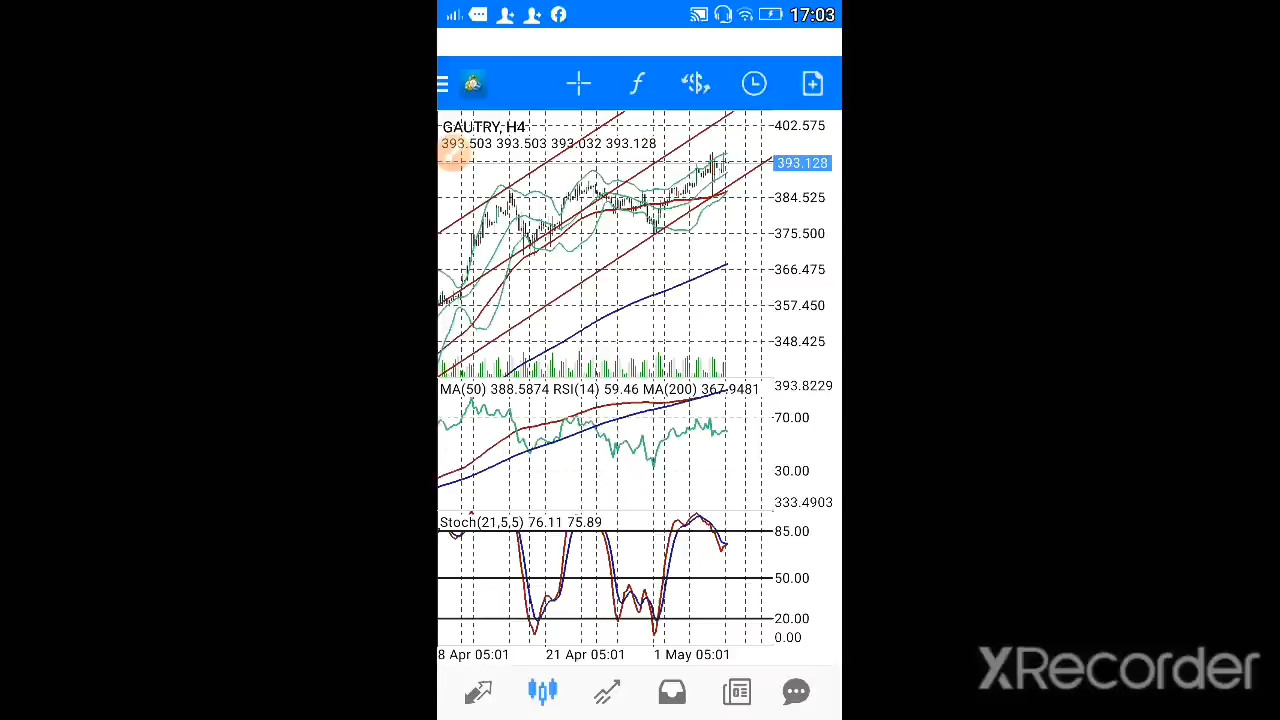 17:03
GAUTRY, H4
393.503 393.503 393.032 393.128
402.575
393.128
384.525
375.500
366.475
357.450
348.425
MA(50) 388.5874 RSI(14) 59.46 MA(200) 367.9481
393.8229
70.00
30.00
333.4903
Stoch(21,5,5) 76.11 75.89
85.00
50.00
20.00
0.00
8 Apr 05:01 21 Apr 05:01 1 May 05:01
XRecorder